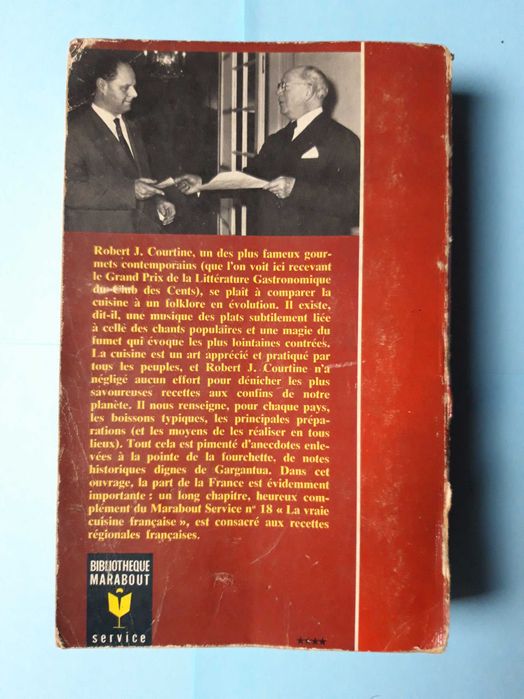 Robert J. Courtine, un des plus fameux gour-
mets contemporains (que l'on voit ici recevant
le Grand Prix de la Littérature Gastronomique
du Club des Cents), se plaît à comparer la
cuisine à un folklore en évolution. Il existe,
dit-il, une musique des plats subtilement liée
à celle des chants populaires et une magie du
fumet qui évoque les plus lointaines contrées.
La cuisine est un art apprécié et pratiqué par
tous les peuples, et Robert J. Courtine n'a
négligé aucun effort pour dénicher les plus
savoureuses recettes aux confins de notre
planète. Il nous renseigne, pour chaque pays,
les boissons typiques, les principales prépa-
rations (et les moyens de les réaliser en tous
lieux). Tout cela est pimenté d'anecdotes enle-
vées à la pointe de la fourchette, de notes
historiques dignes de Gargantua. Dans cet
ouvrage, la part de la France est évidemment
importante : un long chapitre, heureux com-
plément du Marabout Service n° 18 « La vraie
cuisine française », est consacré aux recettes
régionales françaises.
BIBLIOTHEQUE
MARABOUT
service